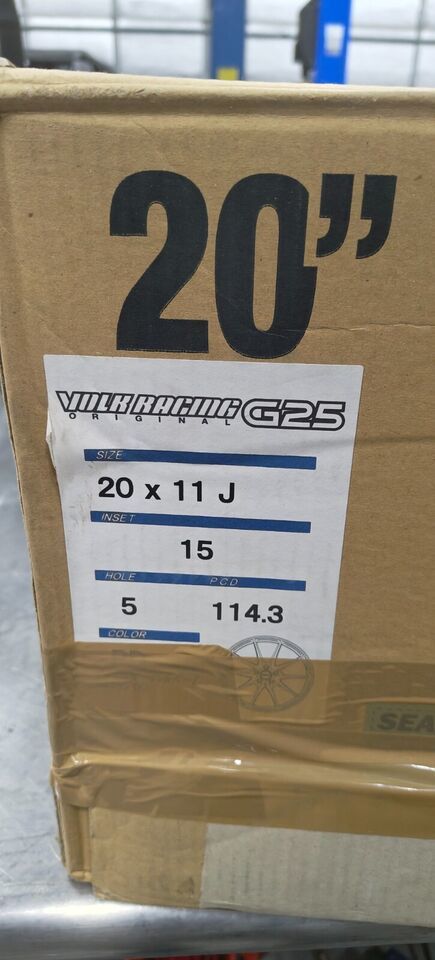 20”
VOLK RACING G25
ORIGINAL
SIZE
20 x 11 J
INSET
15
HOLE P.C.D
5 114.3
COLOR
SEA